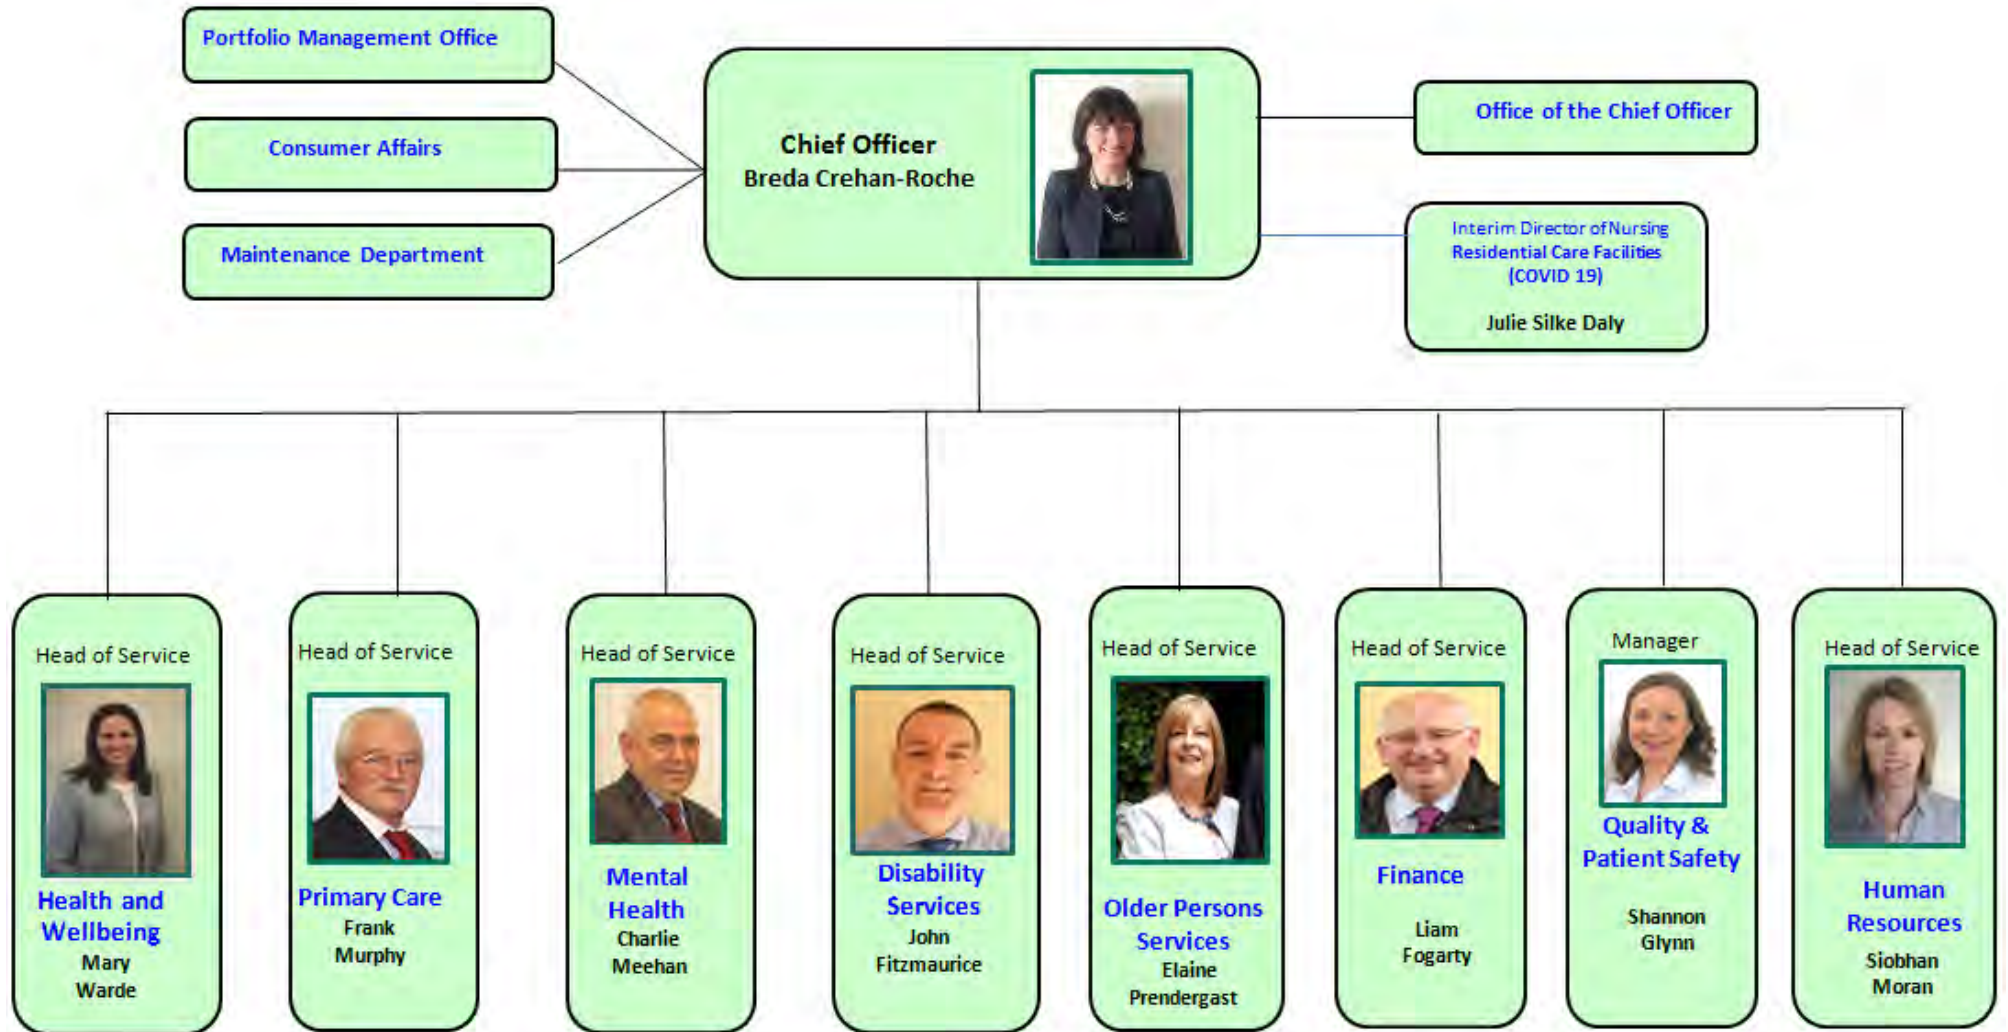 Portfolio Management Office
Consumer Affairs
Maintenance Department
Chief Officer
Breda Crehan-Roche
Office of the Chief Officer
Interim Director of Nursing
Residential Care Facilities
(COVID 19)
Julie Silke Daly
Head of Service
Health and
Wellbeing
Mary
Warde
Head of Service
Primary Care
Frank
Murphy
Head of Service
Mental
Health
Charlie
Meehan
Head of Service
Disability
Services
John
Fitzmaurice
Head of Service
Older Persons
Services
Elaine
Prendergast
Head of Service
Finance
Liam
Fogarty
Manager
Quality &
Patient Safety
Shannon
Glynn
Head of Service
Human
Resources
Siobhan
Moran